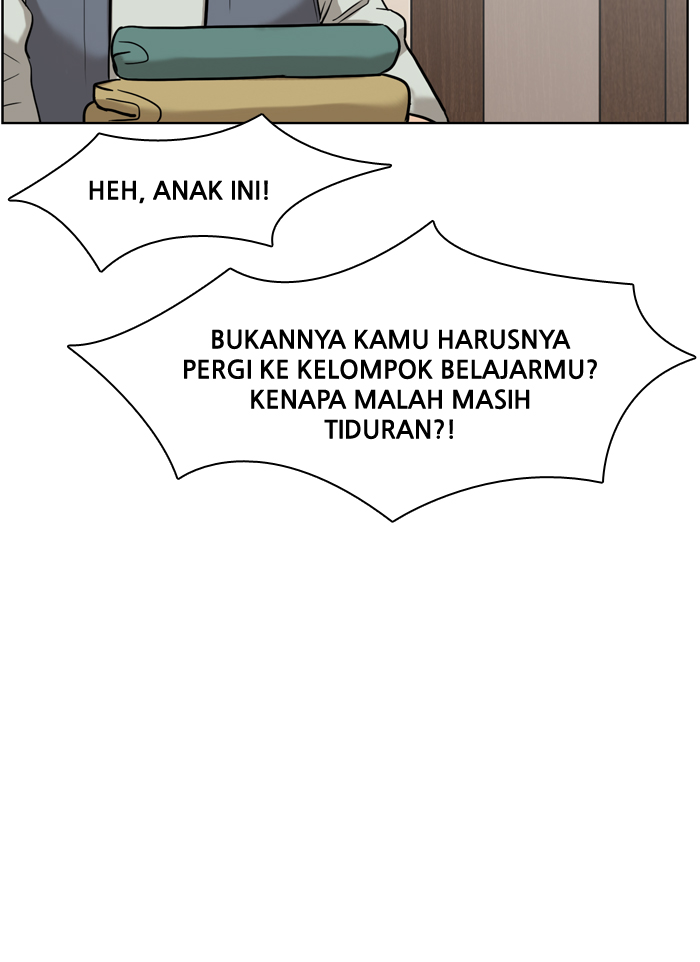 HEH, ANAK INI!
BUKANNYA KAMU HARUSNYA
PERGI KE KELOMPOK BELAJARMU?
KENAPA MALAH MASIH
TIDURAN?!